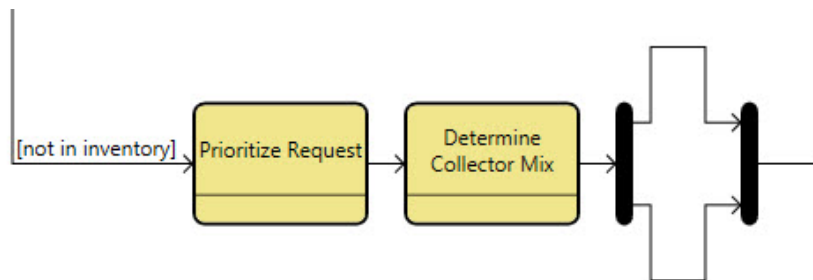 [not in inventory]
Prioritize Request
Determine
Collector Mix